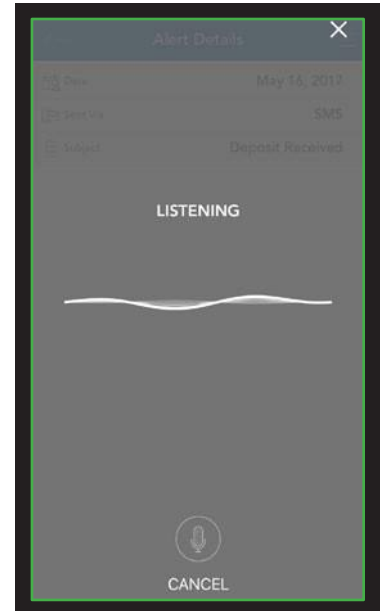 Alert Details
Date May 16, 2017
Sent via SMS
Subject Deposit Received
LISTENING
CANCEL